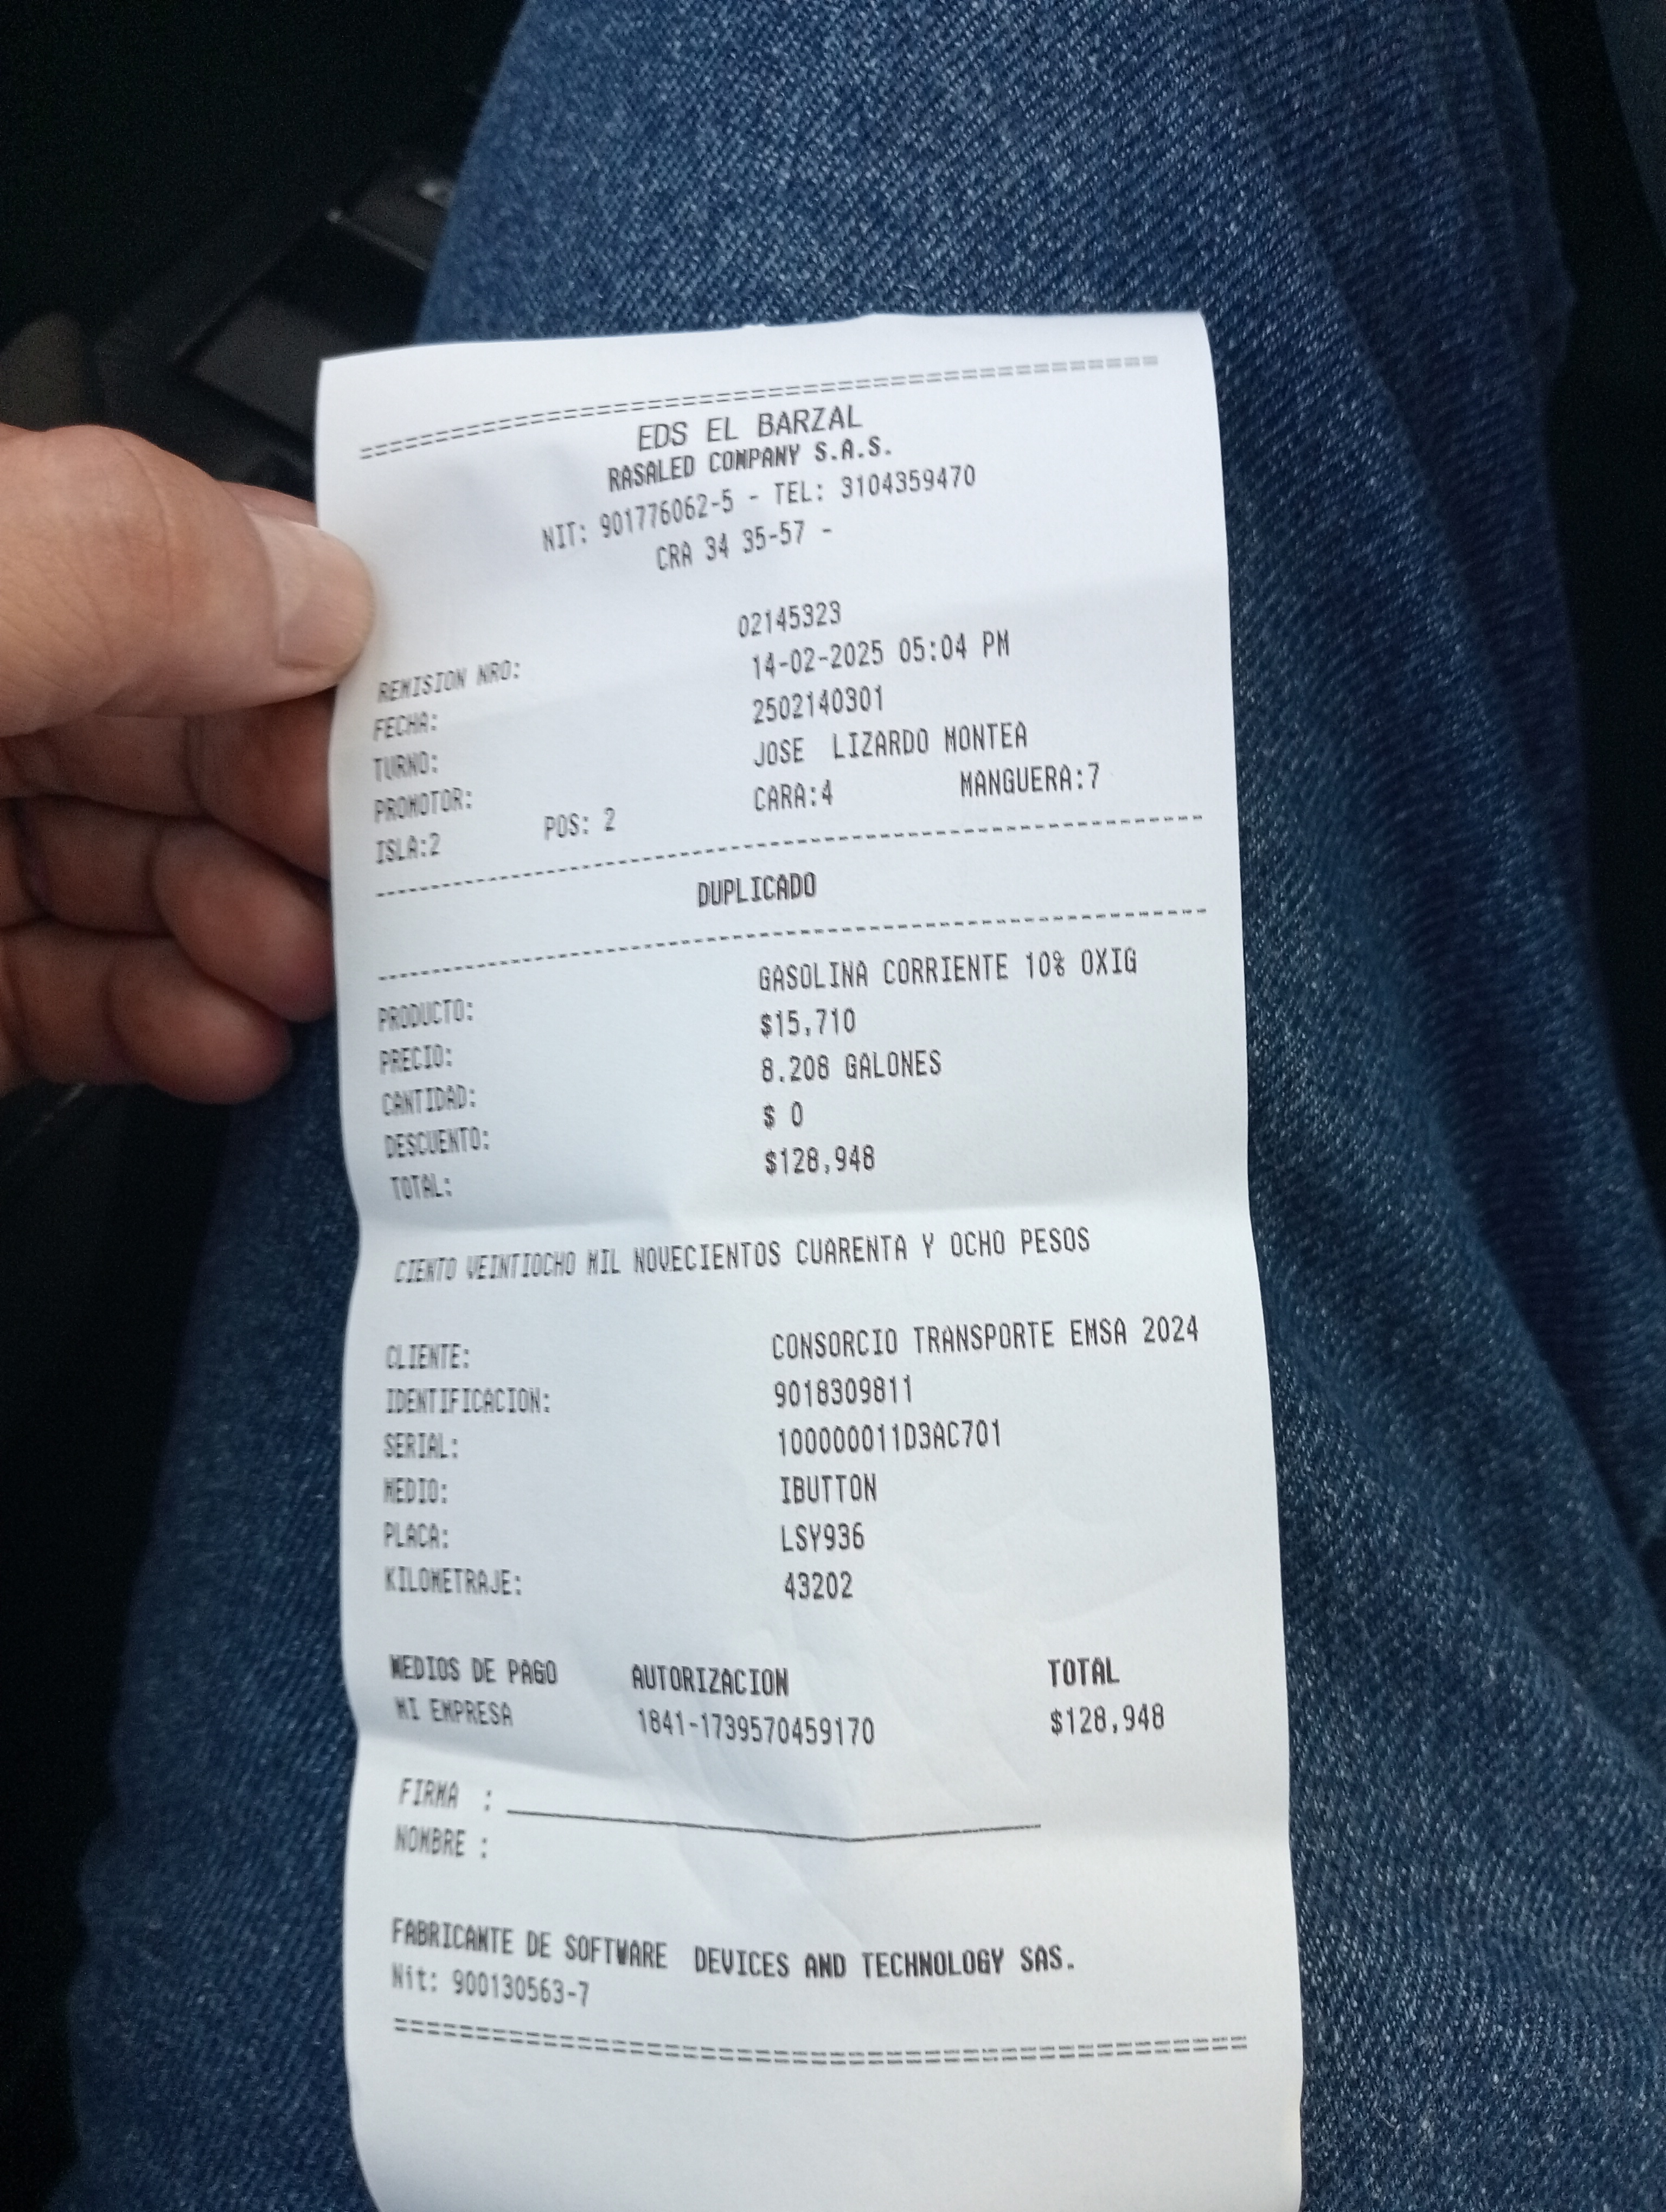 ================================================
EDS EL BARZAL
RASALED COMPANY S.A.S.
NIT: 901776062-5 - TEL: 3104359470
CRA 34 35-57 -
REMISION NRO: 02145323
FECHA: 14-02-2025 05:04 PM
TURNO: 2502140301
PROMOTOR: JOSE LIZARDO MONTEA
ISLA:2 POS: 2 CARA:4 MANGUERA:7
------------------------------------------------
DUPLICADO
------------------------------------------------
PRODUCTO: GASOLINA CORRIENTE 10% OXIG
PRECIO: $15,710
CANTIDAD: 8.208 GALONES
DESCUENTO: $ 0
TOTAL: $128,948
CIENTO VEINTIOCHO MIL NOVECIENTOS CUARENTA Y OCHO PESOS
CLIENTE: CONSORCIO TRANSPORTE EMSA 2024
IDENTIFICACION: 9018309811
SERIAL: 100000011D3AC701
MEDIO: IBUTTON
PLACA: LSY936
KILOMETRAJE: 43202
MEDIOS DE PAGO AUTORIZACION TOTAL
MI EMPRESA 1841-1739570459170 $128,948
FIRMA : ______________________________
NOMBRE :
FABRICANTE DE SOFTWARE DEVICES AND TECHNOLOGY SAS.
Nit: 900130563-7
================================================